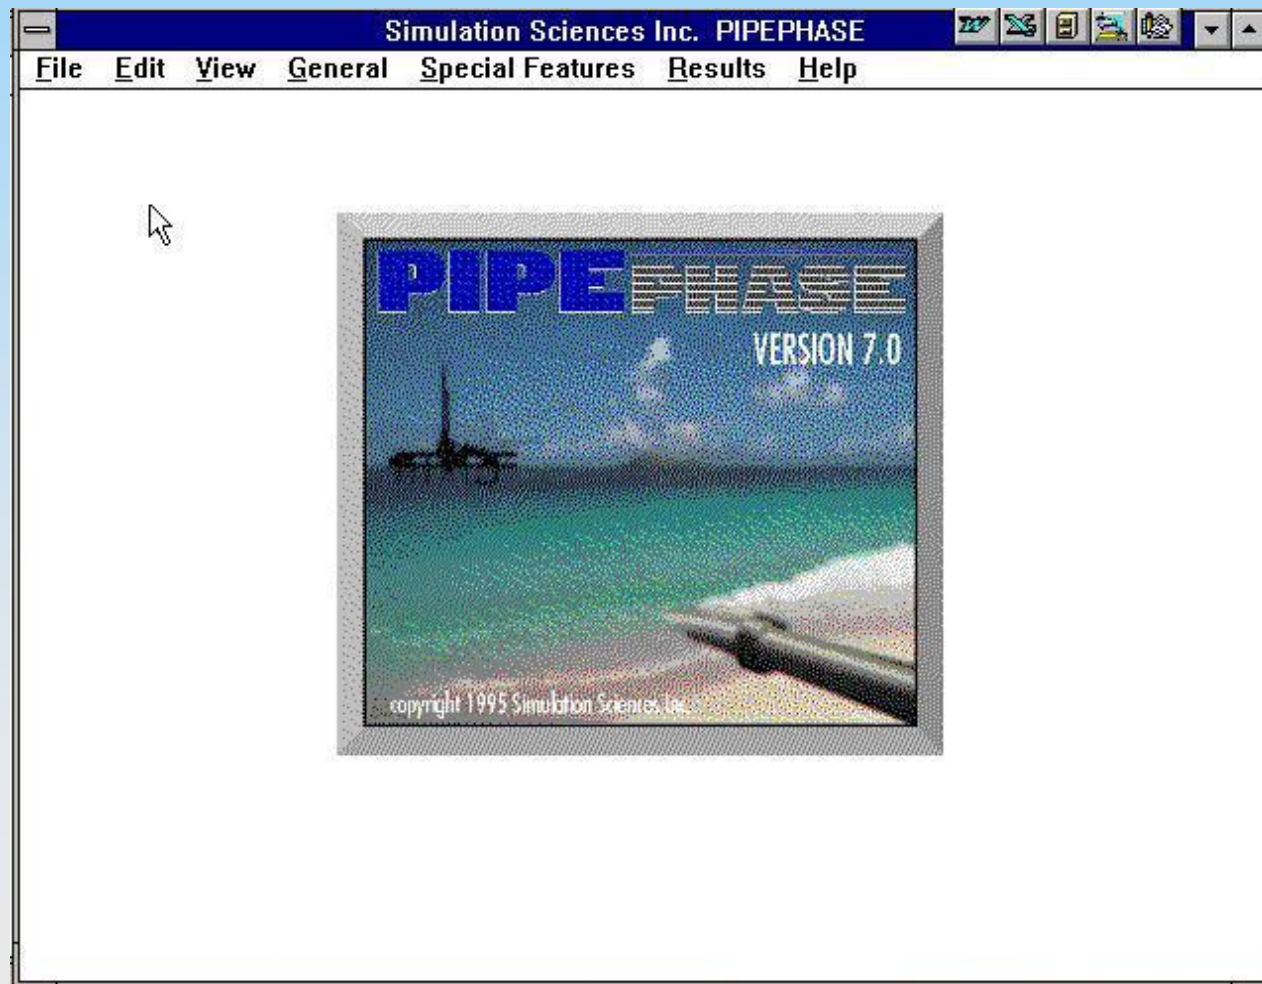 Simulation Sciences Inc. PIPEPHASE
File Edit View General Special Features Results Help
PIPEPHASE
VERSION 7.0
copyright 1995 Simulation Sciences Inc.